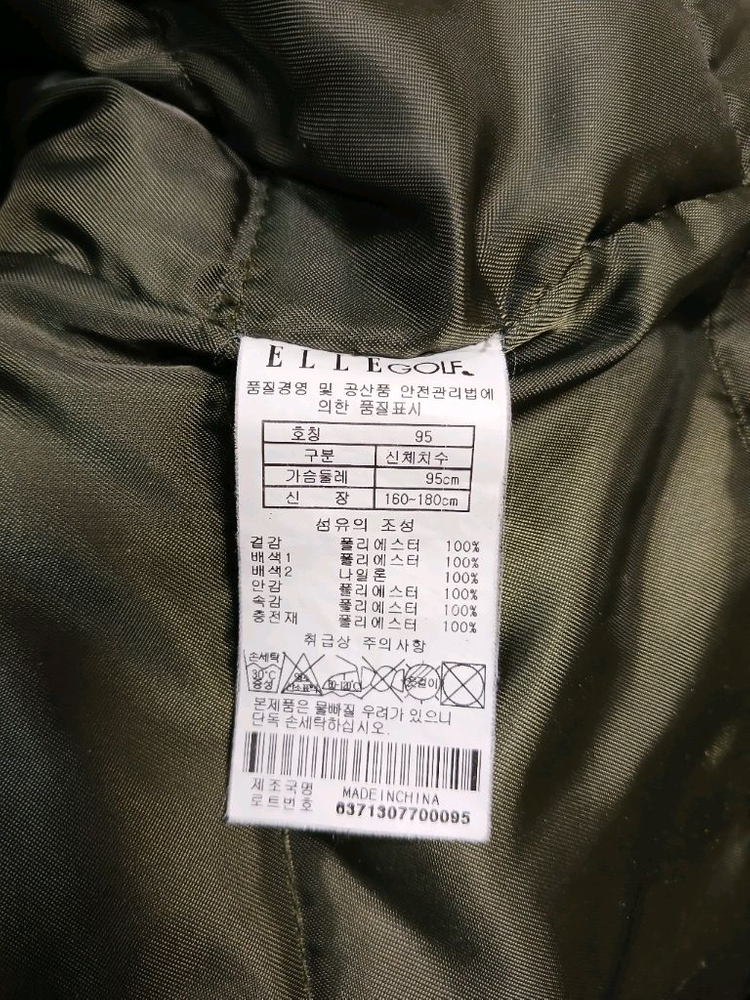 ELLE GOLF
품질경영 및 공산품 안전관리법에
의한 품질표시
호칭 95
구분 신체치수
가슴둘레 95cm
신 장 160~180cm
섬유의 조성
겉감 폴리에스터 100%
배색1 폴리에스터 100%
배색2 나일론 100%
안감 폴리에스터 100%
속감 폴리에스터 100%
충전재 폴리에스터 100%
취급상 주의사항
손세탁
30℃
중성
옷걸이
본제품은 물빠질 우려가 있으니
단독 손세탁하십시오.
제조국명 MADEINCHINA
로트번호 6371307700095